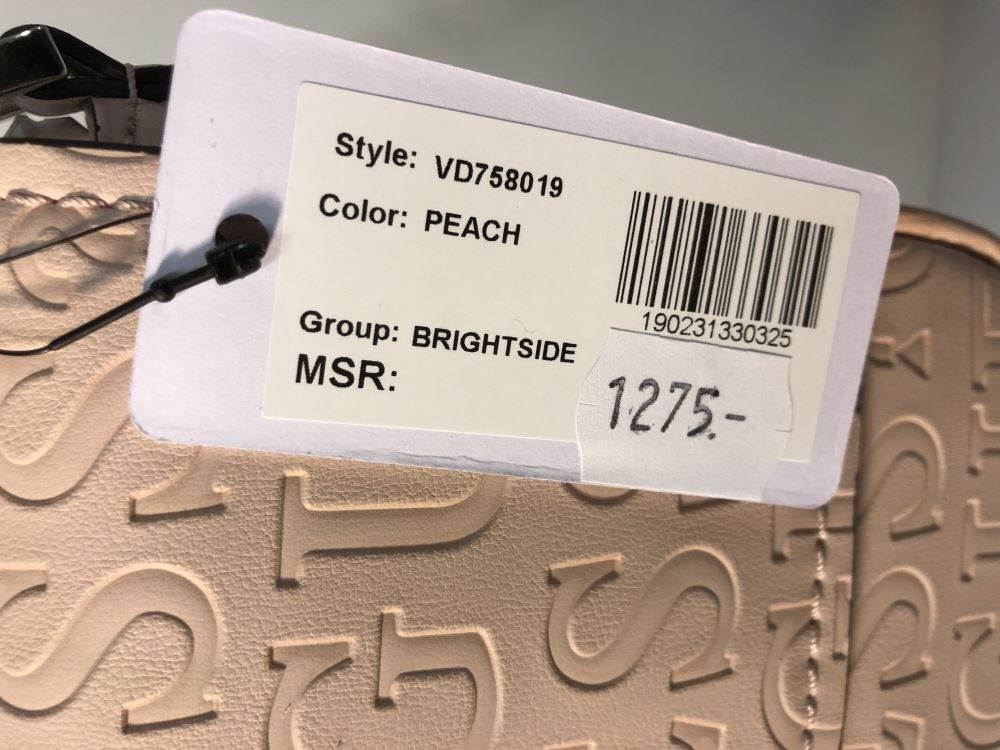 Style: VD758019
Color: PEACH
Group: BRIGHTSIDE
MSR:
190231330325
1275.-